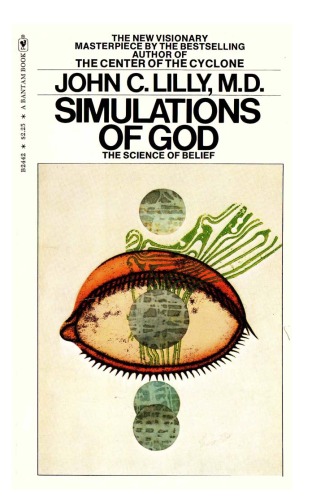 THE NEW VISIONARY
MASTERPIECE BY THE BESTSELLING
AUTHOR OF
THE CENTER OF THE CYCLONE
JOHN C. LILLY, M.D.
SIMULATIONS
OF GOD
THE SCIENCE OF BELIEF
B2442 * $2.25 * A BANTAM BOOK